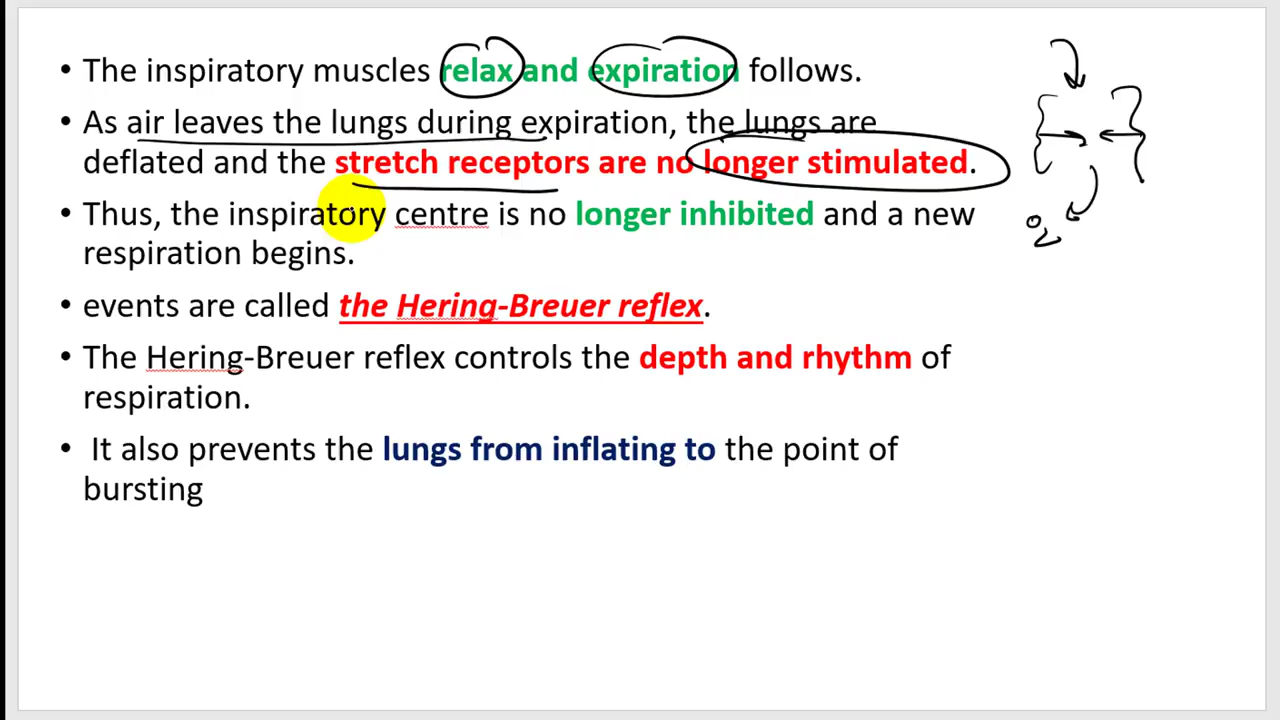 • The inspiratory muscles relax and expiration follows.
• As air leaves the lungs during expiration, the lungs are
deflated and the stretch receptors are no longer stimulated.
• Thus, the inspiratory centre is no longer inhibited and a new
respiration begins.
• events are called the Hering-Breuer reflex.
• The Hering-Breuer reflex controls the depth and rhythm of
respiration.
• It also prevents the lungs from inflating to the point of
bursting